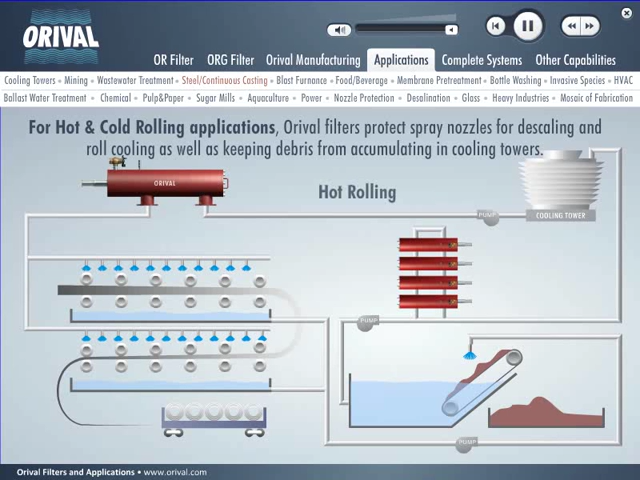 ORIVAL
OR Filter ORG Filter Orival Manufacturing Applications Complete Systems Other Capabilities
Cooling Towers • Mining • Wastewater Treatment • Steel/Continuous Casting • Blast Furnance • Food/Beverage • Membrane Pretreatment • Bottle Washing • Invasive Species • HVAC
Ballast Water Treatment • Chemical • Pulp&Paper • Sugar Mills • Aquaculture • Power • Nozzle Protection • Desalination • Glass • Heavy Industries • Mosaic of Fabrication
For Hot & Cold Rolling applications, Orival filters protect spray nozzles for descaling and
roll cooling as well as keeping debris from accumulating in cooling towers.
ORIVAL
Hot Rolling
PUMP
COOLING TOWER
PUMP
PUMP
Orival Filters and Applications • www.orival.com